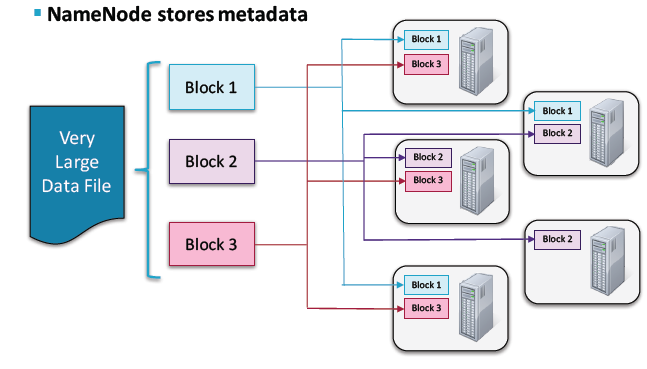 ▪ NameNode stores metadata
Very
Large
Data File
Block 1
Block 2
Block 3
Block 1
Block 3
Block 1
Block 2
Block 2
Block 3
Block 2
Block 1
Block 3